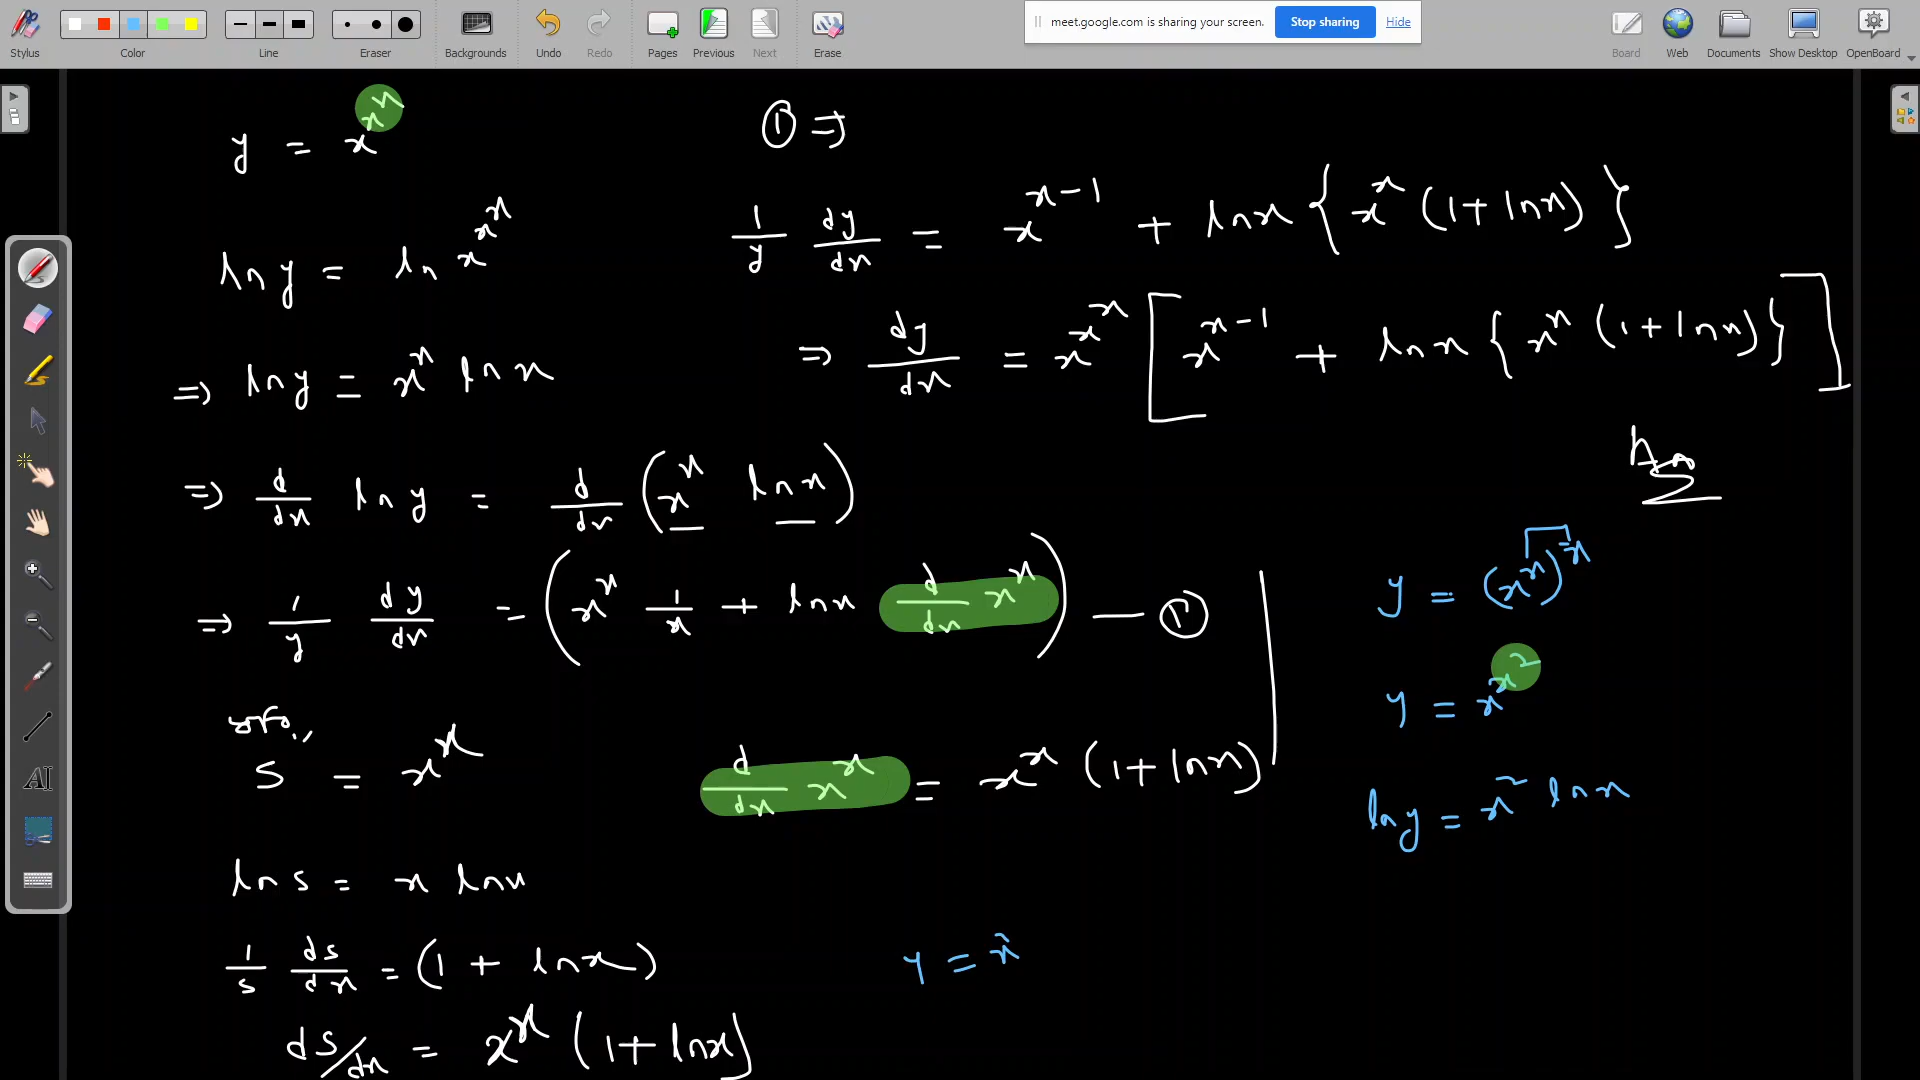 meet.google.com is sharing your screen. Stop sharing Hide
Stylus Color Line Eraser Backgrounds Undo Redo Pages Previous Next Erase Board Web Documents Show Desktop OpenBoard
y = x^{x^x}
ln y = ln x^{x^x}
⇒ ln y = x^x ln x
⇒ d/dx ln y = d/dx (x^x ln x)
⇒ 1/y dy/dx = (x^x 1/x + ln x d/dx x^x) — ①
S = x^x
ln s = x ln x
1/s ds/dx = (1 + ln x)
ds/dx = x^x (1 + ln x)
d/dx x^x = x^x (1 + ln x)
① ⇒
1/y dy/dx = x^{x-1} + ln x { x^x (1 + ln x) }
⇒ dy/dx = x^{x^x} [ x^{x-1} + ln x { x^x (1 + ln x) } ]
y = (x^x)^x
y = x^{x^2}
ln y = x^2 ln x
y = x
AI